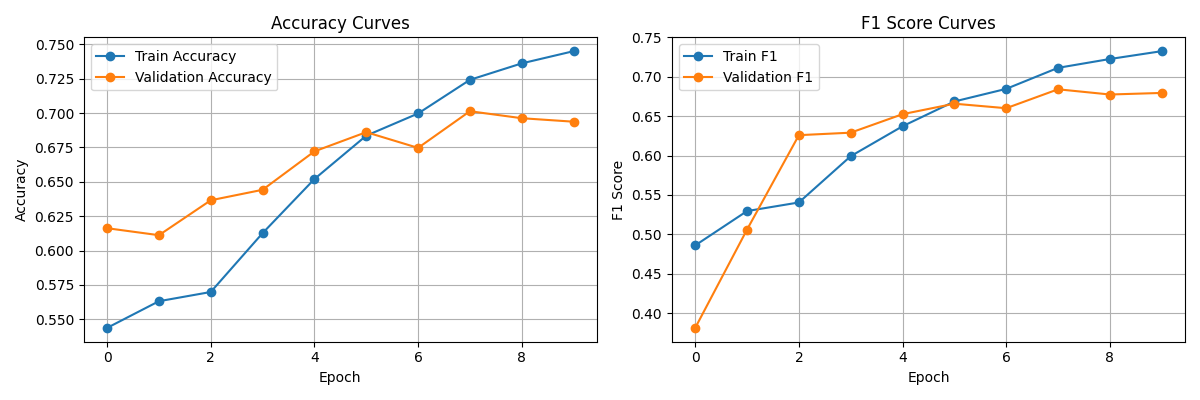 Accuracy Curves
Train Accuracy
Validation Accuracy
0.750
0.725
0.700
0.675
0.650
0.625
0.600
0.575
0.550
Accuracy
0 2 4 6 8
Epoch
F1 Score Curves
Train F1
Validation F1
0.75
0.70
0.65
0.60
0.55
0.50
0.45
0.40
F1 Score
0 2 4 6 8
Epoch